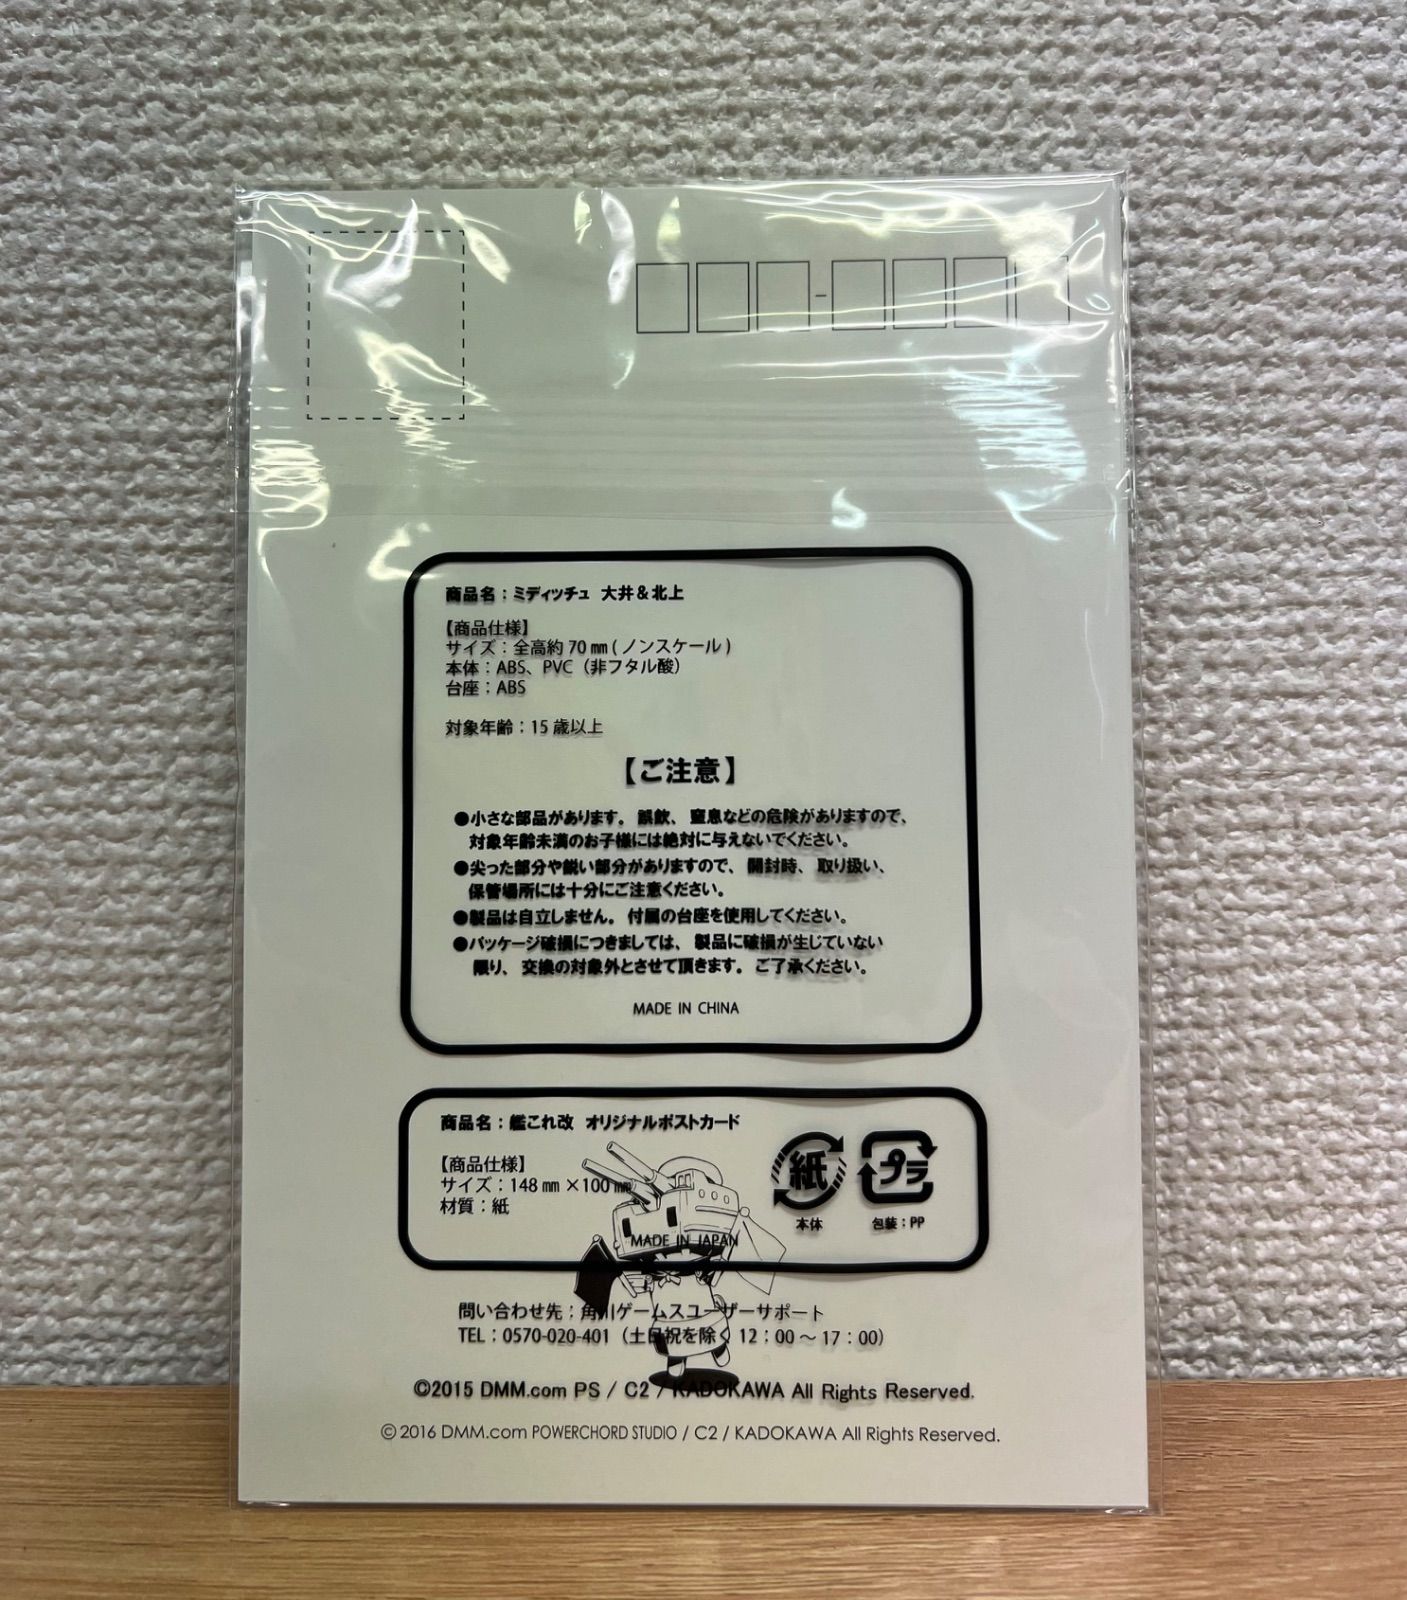 商品名：ミディッチュ 大井＆北上
【商品仕様】
サイズ：全高約70㎜(ノンスケール)
本体：ABS、PVC（非フタル酸）
台座：ABS
対象年齢：15歳以上
【ご注意】
●小さな部品があります。誤飲、窒息などの危険がありますので、
対象年齢未満のお子様には絶対に与えないでください。
●尖った部分や鋭い部分がありますので、開封時、取り扱い、
保管場所には十分にご注意ください。
●製品は自立しません。付属の台座を使用してください。
●パッケージ破損につきましては、製品に破損が生じていない
限り、交換の対象外とさせて頂きます。ご了承ください。
MADE IN CHINA
商品名：艦これ改 オリジナルポストカード
【商品仕様】
サイズ：148㎜×100㎜
材質：紙
紙
本体
プラ
包装：PP
MADE IN JAPAN
問い合わせ先：角川ゲームスユーザーサポート
TEL：0570-020-401（土日祝を除く12：00～17：00）
©2015 DMM.com PS / C2 / KADOKAWA All Rights Reserved.
©2016 DMM.com POWERCHORD STUDIO / C2 / KADOKAWA All Rights Reserved.